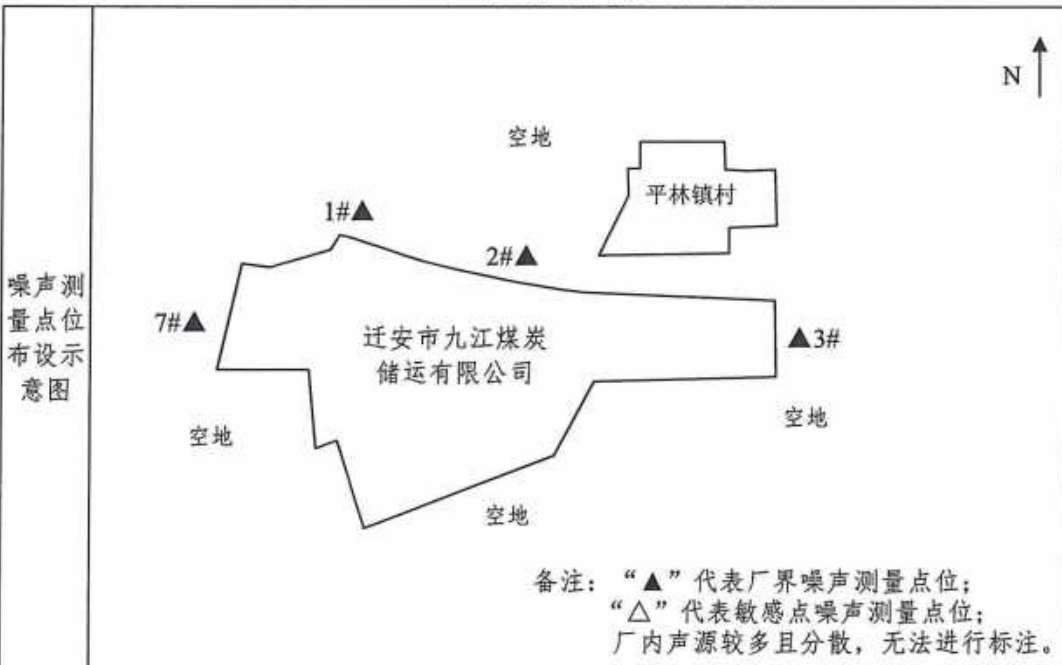 噪声测
量点位
布设示
意图
N
空地
平林镇村
1#▲
2#▲
7#▲
迁安市九江煤炭
储运有限公司
▲3#
空地
空地
空地
备注：“▲”代表厂界噪声测量点位；
“△”代表敏感点噪声测量点位；
厂内声源较多且分散，无法进行标注。